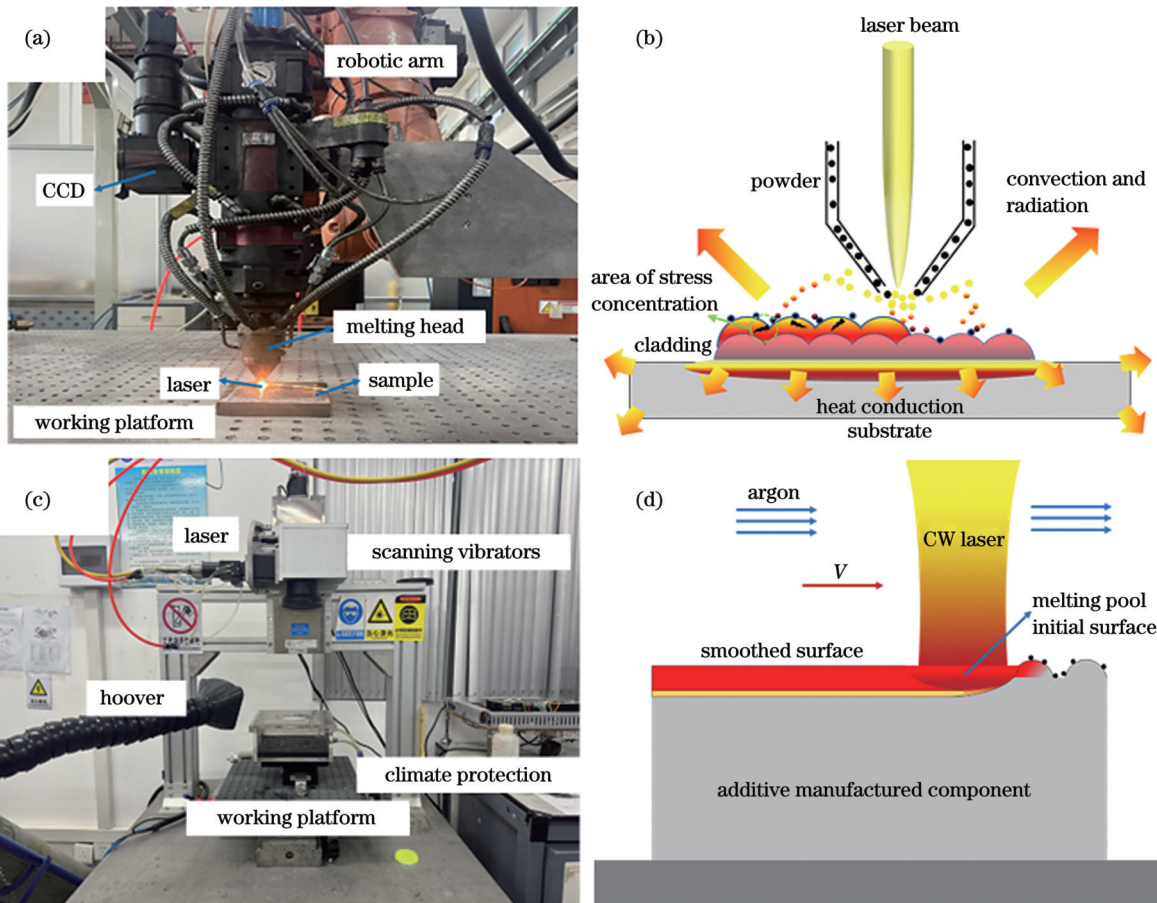 (a)
robotic arm
CCD
melting head
laser
sample
working platform
(b)
laser beam
powder
convection and
radiation
area of stress
concentration
cladding
heat conduction
substrate
(c)
laser
scanning vibrators
hoover
climate protection
working platform
(d)
argon
CW laser
V
melting pool
initial surface
smoothed surface
additive manufactured component